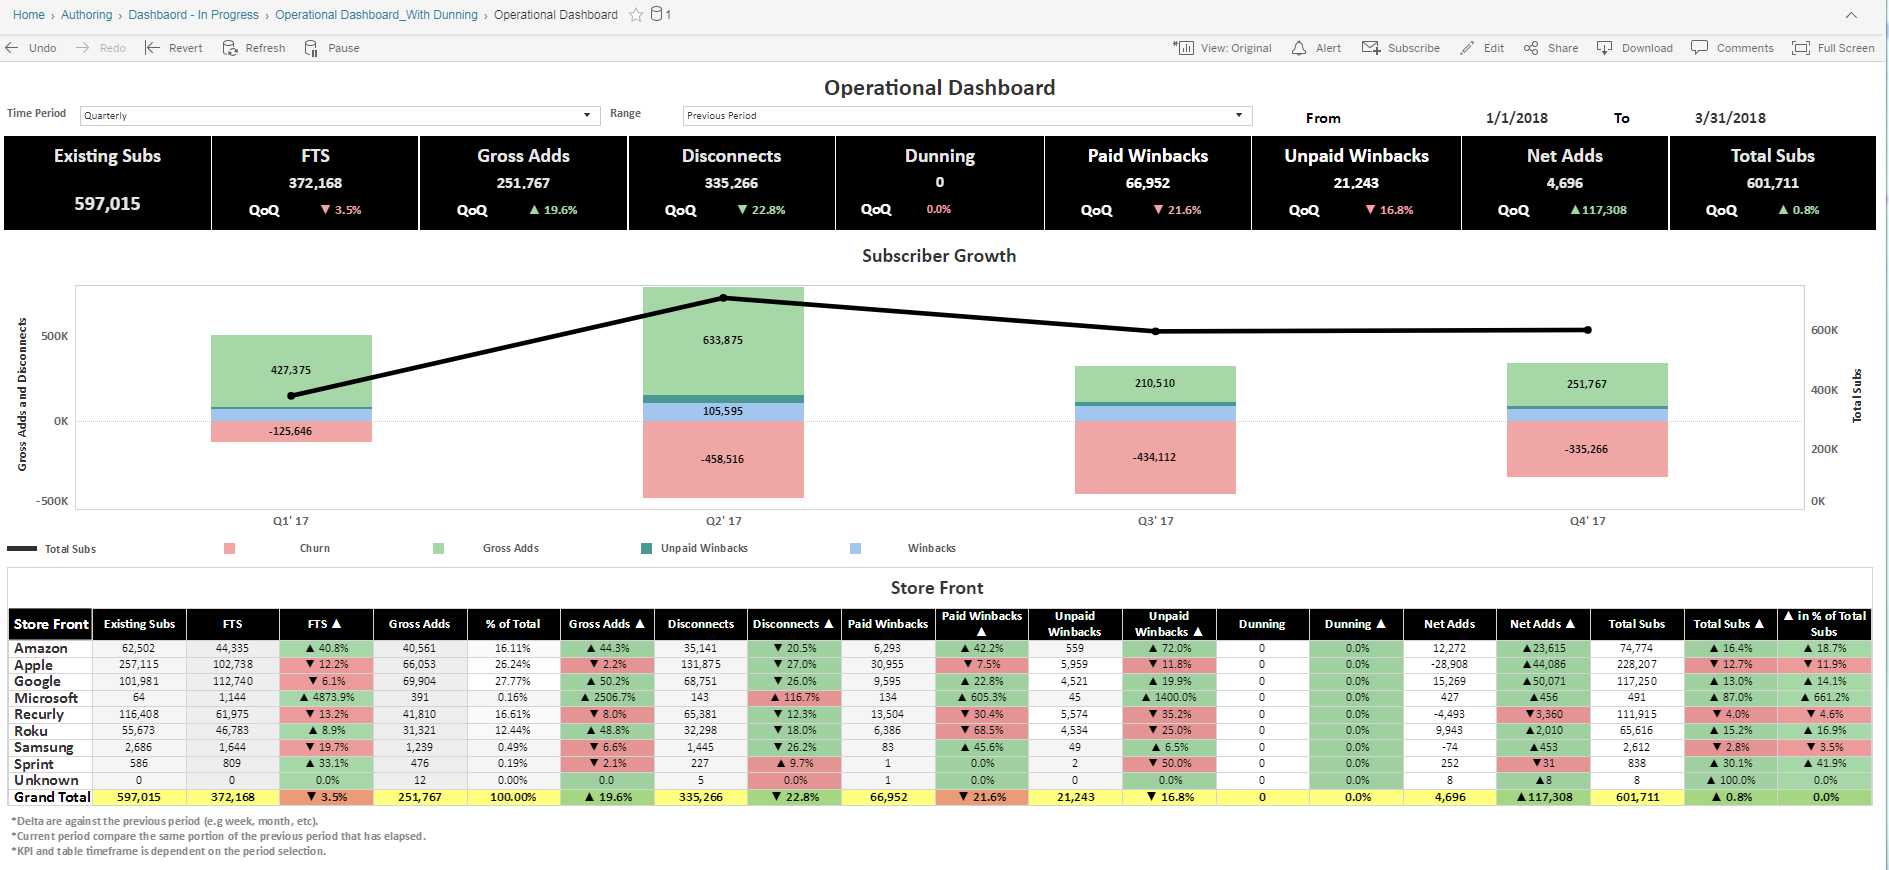 Home › Authoring › Dashbaord - In Progress › Operational Dashboard_With Dunning › Operational Dashboard 1
Undo Redo Revert Refresh Pause View: Original Alert Subscribe Edit Share Download Comments Full Screen
Operational Dashboard
Time Period Quarterly Range Previous Period From 1/1/2018 To 3/31/2018
Existing Subs FTS Gross Adds Disconnects Dunning Paid Winbacks Unpaid Winbacks Net Adds Total Subs
597,015 372,168 251,767 335,266 0 66,952 21,243 4,696 601,711
QoQ ▼ 3.5% QoQ ▲ 19.6% QoQ ▼ 22.8% QoQ 0.0% QoQ ▼ 21.6% QoQ ▼ 16.8% QoQ ▲117,308 QoQ ▲ 0.8%
Subscriber Growth
Gross Adds and Disconnects
500K
0K
-500K
427,375
-125,646
633,875
105,595
-458,516
210,510
-434,112
251,767
-335,266
600K
400K
200K
0K
Total Subs
Q1' 17 Q2' 17 Q3' 17 Q4' 17
Total Subs Churn Gross Adds Unpaid Winbacks Winbacks
Store Front
Store Front Existing Subs FTS FTS ▲ Gross Adds % of Total Gross Adds ▲ Disconnects Disconnects ▲ Paid Winbacks Paid Winbacks ▲ Unpaid Winbacks Unpaid Winbacks ▲ Dunning Dunning ▲ Net Adds Net Adds ▲ Total Subs Total Subs ▲ ▲ in % of Total Subs
Amazon 62,502 44,335 ▲ 40.8% 40,561 16.11% ▲ 44.3% 35,141 ▼ 20.5% 6,293 ▲ 42.2% 559 ▲ 72.0% 0 0.0% 12,272 ▲23,615 74,774 ▲ 16.4% ▲ 18.7%
Apple 257,115 102,738 ▼ 12.2% 66,053 26.24% ▼ 2.2% 131,875 ▼ 27.0% 30,955 ▼ 7.5% 5,959 ▼ 11.8% 0 0.0% -28,908 ▲44,086 228,207 ▼ 12.7% ▼ 11.9%
Google 101,981 112,740 ▼ 6.1% 69,904 27.77% ▲ 50.2% 68,751 ▼ 26.0% 9,595 ▲ 22.8% 4,521 ▲ 19.9% 0 0.0% 15,269 ▲50,071 117,250 ▲ 13.0% ▲ 14.1%
Microsoft 64 1,144 ▲ 4873.9% 391 0.16% ▲ 2506.7% 143 ▲ 116.7% 134 ▲ 605.3% 45 ▲ 1400.0% 0 0.0% 427 ▲456 491 ▲ 87.0% ▲ 661.2%
Recurly 116,408 61,975 ▼ 13.2% 41,810 16.61% ▼ 8.0% 65,381 ▼ 12.3% 13,504 ▼ 30.4% 5,574 ▼ 35.2% 0 0.0% -4,493 ▼3,360 111,915 ▼ 4.0% ▼ 4.6%
Roku 55,673 46,783 ▲ 8.9% 31,321 12.44% ▲ 48.8% 32,298 ▼ 18.0% 6,386 ▼ 68.5% 4,534 ▼ 25.0% 0 0.0% 9,943 ▲2,010 65,616 ▲ 15.2% ▲ 16.9%
Samsung 2,686 1,644 ▼ 19.7% 1,239 0.49% ▼ 6.6% 1,445 ▼ 26.2% 83 ▲ 45.6% 49 ▲ 6.5% 0 0.0% -74 ▲453 2,612 ▼ 2.8% ▼ 3.5%
Sprint 586 809 ▲ 33.1% 476 0.19% ▼ 2.1% 227 ▲ 9.7% 1 0.0% 2 ▼ 50.0% 0 0.0% 252 ▼31 838 ▲ 30.1% ▲ 41.9%
Unknown 0 0 0.0% 12 0.00% 0.0 5 0.0% 1 0.0% 0 0.0% 0 0.0% 8 ▲8 8 ▲ 100.0% 0.0%
Grand Total 597,015 372,168 ▼ 3.5% 251,767 100.00% ▲ 19.6% 335,266 ▼ 22.8% 66,952 ▼ 21.6% 21,243 ▼ 16.8% 0 0.0% 4,696 ▲117,308 601,711 ▲ 0.8% 0.0%
*Delta are against the previous period (e.g week, month, etc).
*Current period compare the same portion of the previous period that has elapsed.
*KPI and table timeframe is dependent on the period selection.